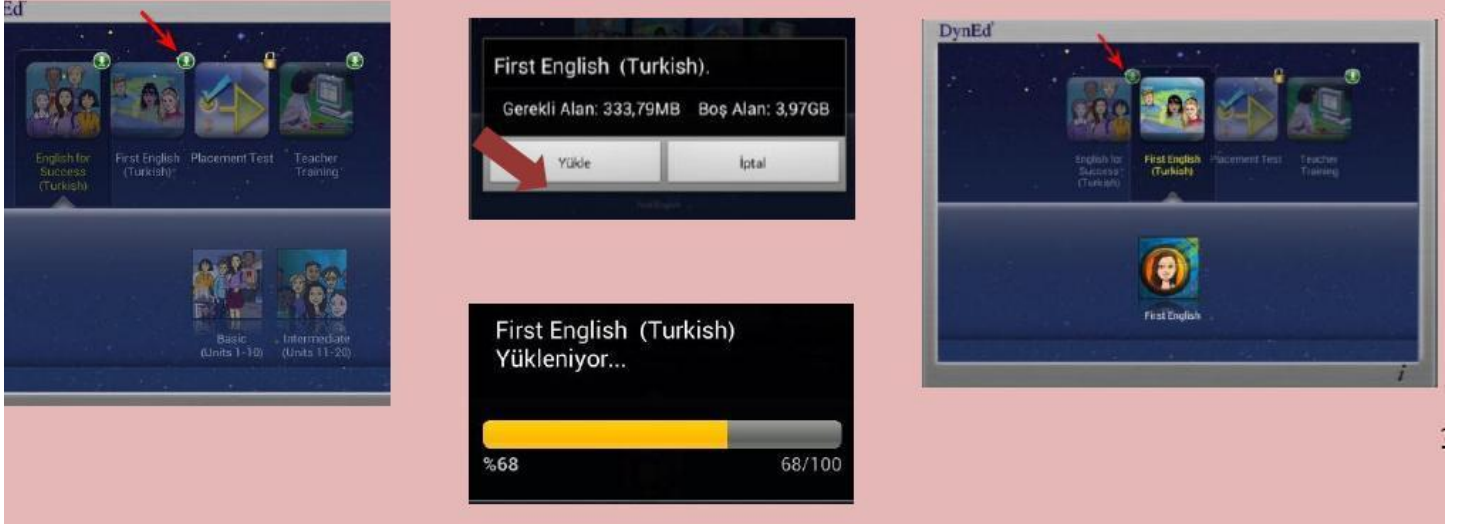 Ed
English for
Success
(Turkish)
First English
(Turkish)
Placement Test
Teacher
Training
Basic
(Units 1-10)
Intermediate
(Units 11-20)
First English (Turkish).
Gerekli Alan: 333,79MB Boş Alan: 3,97GB
Yükle
İptal
First English (Turkish)
Yükleniyor...
%68
68/100
DynEd
English for
Success
(Turkish)
First English
(Turkish)
Placement Test
Teacher
Training
First English
i